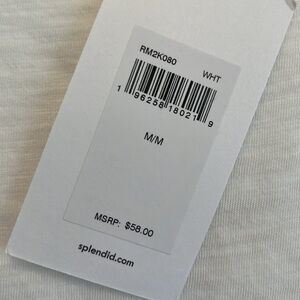 RM2K080 WHT
1 96258 18021 9
M/M
MSRP: $58.00
splendid.com